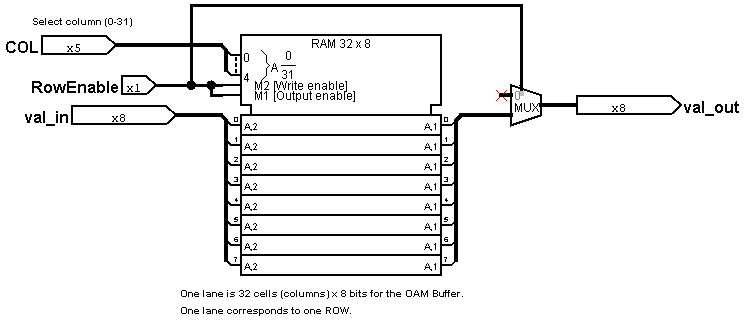 Select column (0-31)
COL
x5
RAM 32 x 8
0
4
A
0
31
RowEnable
x1
M2 [Write enable]
M1 [Output enable]
val_in
x8
0
MUX
x8
val_out
0
A,2
A,1
0
1
A,2
A,1
1
2
A,2
A,1
2
3
A,2
A,1
3
4
A,2
A,1
4
5
A,2
A,1
5
6
A,2
A,1
6
7
A,2
A,1
7
One lane is 32 cells (columns) x 8 bits for the OAM Buffer.
One lane corresponds to one ROW.